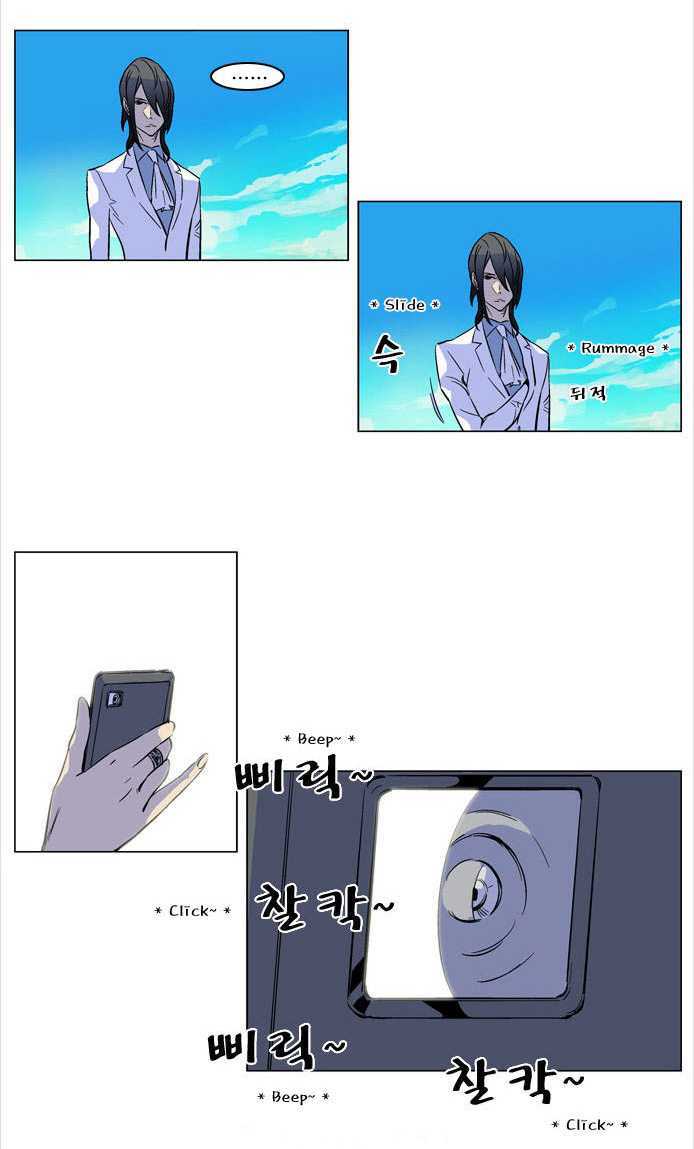 ......
* Slide *
슥
* Rummage *
뒤적
* Beep~ *
삐릭~
* Click~ *
찰칵~
삐릭~
* Beep~ *
찰칵~
* Click~ *